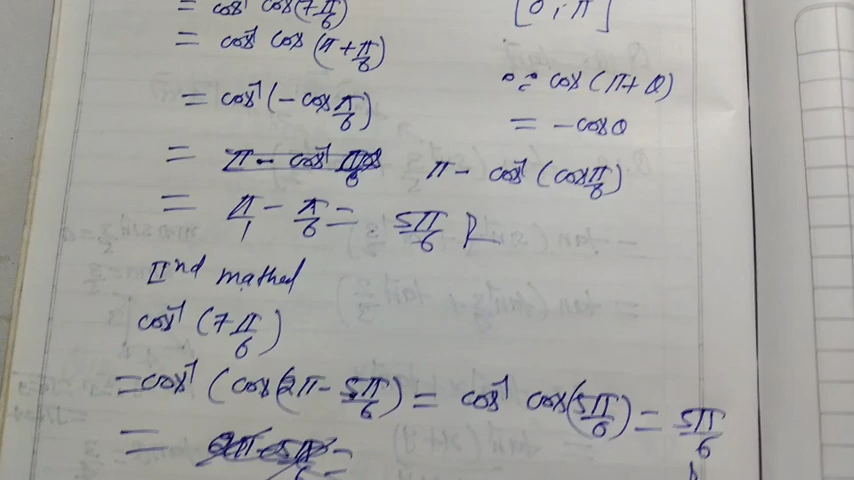 = cos⁻¹ cos(7π/6) [0, π]
= cos⁻¹ cos (π + π/6)
∵ cos (π + θ)
= cos⁻¹ (- cos π/6)
= -cosθ
= π - cos⁻¹ (cos π/6)
= π/1 - π/6 = 5π/6
IInd mathed
cos⁻¹ (7π/6)
= cos⁻¹ (cos(2π - 5π/6) = cos⁻¹ cos(5π/6) = 5π/6
=